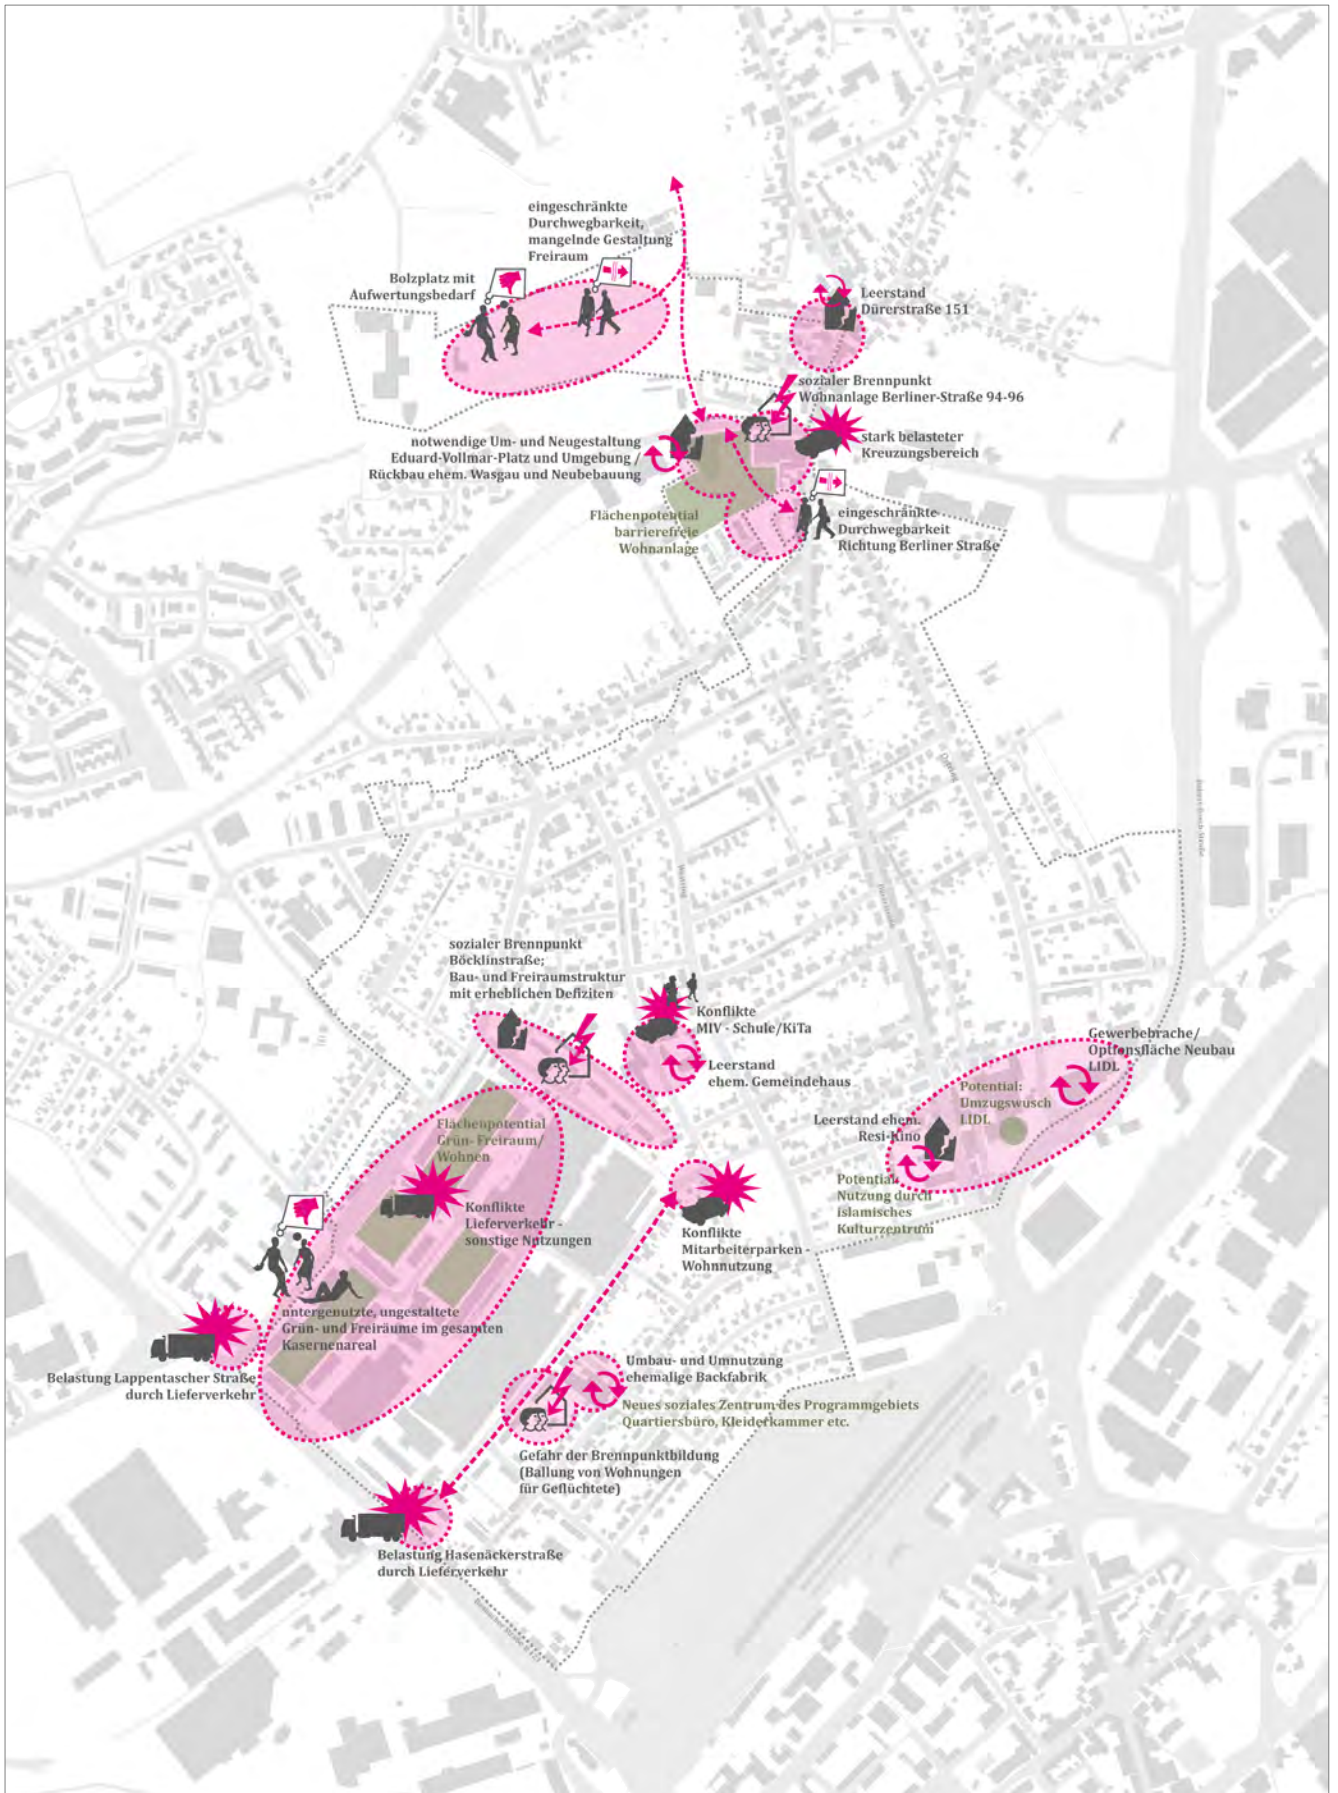 eingeschränkte
Durchwegbarkeit,
mangelnde Gestaltung
Freiraum
Bolzplatz mit
Aufwertungsbedarf
Leerstand
Dürerstraße 151
sozialer Brennpunkt
Wohnanlage Berliner-Straße 94-96
notwendige Um- und Neugestaltung
Eduard-Vollmar-Platz und Umgebung /
Rückbau ehem. Wasgau und Neubebauung
stark belasteter
Kreuzungsbereich
Flächenpotential
barrierefreie
Wohnanlage
eingeschränkte
Durchwegbarkeit
Richtung Berliner Straße
Ostring
sozialer Brennpunkt
Böcklinstraße;
Bau- und Freiraumstruktur
mit erheblichen Defiziten
Konflikte
MIV - Schule/KiTa
Leerstand
ehem. Gemeindehaus
Gewerbebrache/
Optionsfläche Neubau
LIDL
Potential:
Umzugswusch
LIDL
Leerstand ehem.
Resi-Kino
Potential:
Nutzung durch
islamisches
Kulturzentrum
Flächenpotential
Grün- Freiraum/
Wohnen
Konflikte
Lieferverkehr -
sonstige Nutzungen
Konflikte
Mitarbeiterparken -
Wohnnutzung
untergenutzte, ungestaltete
Grün- und Freiräume im gesamten
Kasernenareal
Belastung Lappentascher Straße
durch Lieferverkehr
Umbau- und Umnutzung
ehemalige Backfabrik
Neues soziales Zentrum des Programmgebiets
Quartiersbüro, Kleiderkammer etc.
Gefahr der Brennpunktbildung
(Ballung von Wohnungen
für Geflüchtete)
Belastung Hasenäckerstraße
durch Lieferverkehr